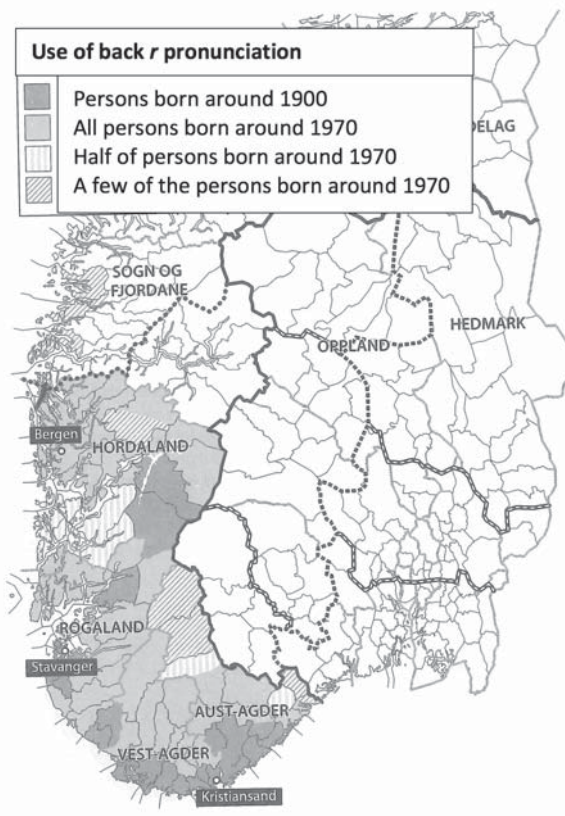 Use of back r pronunciation
Persons born around 1900
All persons born around 1970
Half of persons born around 1970
A few of the persons born around 1970
DELAG
SOGN OG
FJORDANE
HEDMARK
OPPLAND
Bergen
HORDALAND
ROGALAND
Stavanger
AUST-AGDER
VEST-AGDER
Kristiansand